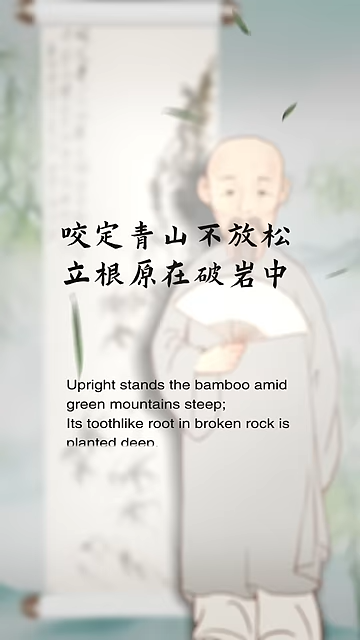 咬定青山不放松
立根原在破岩中
Upright stands the bamboo amid
green mountains steep;
Its toothlike root in broken rock is
planted deep.